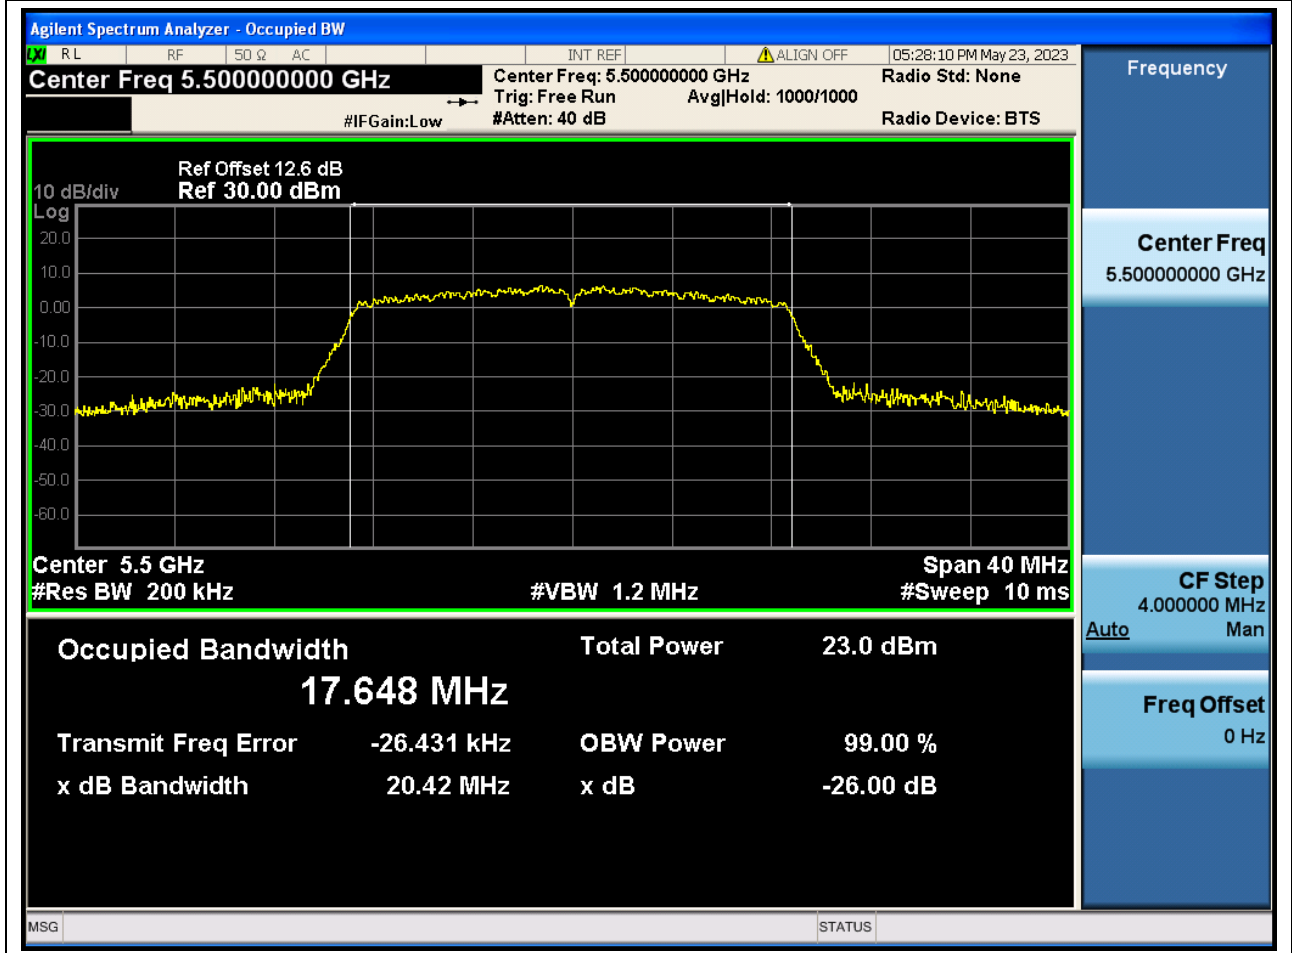 Agilent Spectrum Analyzer - Occupied BW
LXI RL RF 50 Ω AC INT REF ALIGN OFF 05:28:10 PM May 23, 2023
Center Freq 5.500000000 GHz
Center Freq: 5.500000000 GHz
Radio Std: None
Trig: Free Run Avg|Hold: 1000/1000
#IFGain:Low
#Atten: 40 dB
Radio Device: BTS
Ref Offset 12.6 dB
10 dB/div Ref 30.00 dBm
Log
20.0
10.0
0.00
-10.0
-20.0
-30.0
-40.0
-50.0
-60.0
Center 5.5 GHz Span 40 MHz
#Res BW 200 kHz #VBW 1.2 MHz #Sweep 10 ms
Occupied Bandwidth Total Power 23.0 dBm
17.648 MHz
Transmit Freq Error -26.431 kHz OBW Power 99.00 %
x dB Bandwidth 20.42 MHz x dB -26.00 dB
Frequency
Center Freq
5.500000000 GHz
CF Step
4.000000 MHz
Auto Man
Freq Offset
0 Hz
MSG STATUS